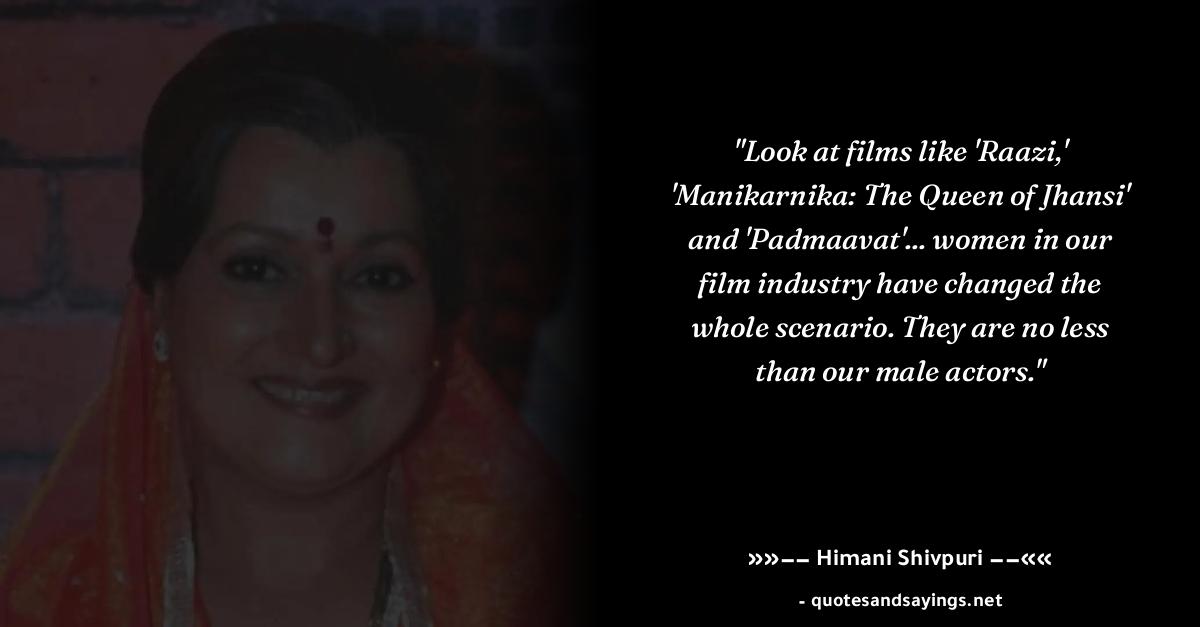 "Look at films like 'Raazi,'
'Manikarnika: The Queen of Jhansi'
and 'Padmaavat'... women in our
film industry have changed the
whole scenario. They are no less
than our male actors."
»»–– Himani Shivpuri ––««
- quotesandsayings.net